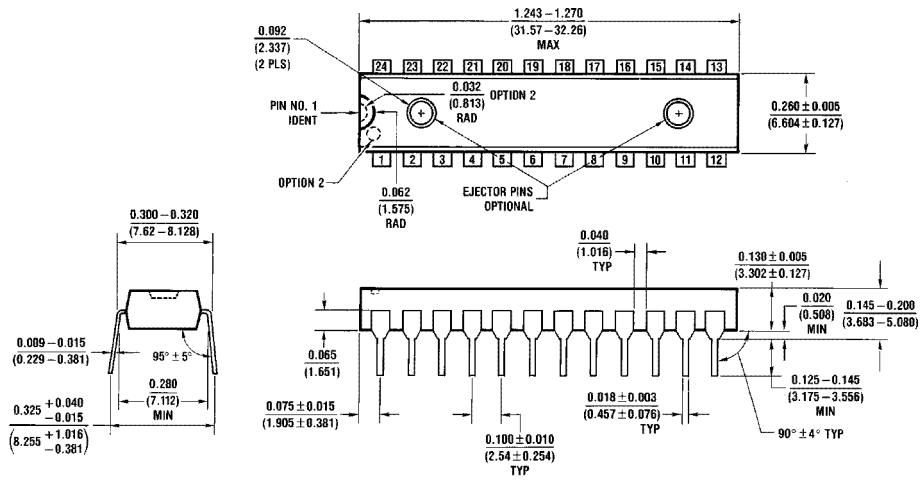 1.243 – 1.270
(31.57 – 32.26)
MAX
0.092
(2.337)
(2 PLS)
24 23 22 21 20 19 18 17 16 15 14 13
0.032
(0.813)
RAD
OPTION 2
PIN NO. 1
IDENT
0.260 ± 0.005
(6.604 ± 0.127)
1 2 3 4 5 6 7 8 9 10 11 12
OPTION 2
0.062
(1.575)
RAD
EJECTOR PINS
OPTIONAL
0.300 – 0.320
(7.62 – 8.128)
0.040
(1.016)
TYP
0.130 ± 0.005
(3.302 ± 0.127)
0.020
(0.508)
MIN
0.145 – 0.200
(3.683 – 5.080)
0.009 – 0.015
(0.229 – 0.381)
95° ± 5°
0.065
(1.651)
0.280
(7.112)
MIN
0.125 – 0.145
(3.175 – 3.556)
MIN
0.325 + 0.040
– 0.015
(8.255 + 1.016
– 0.381)
0.075 ± 0.015
(1.905 ± 0.381)
0.018 ± 0.003
(0.457 ± 0.076)
TYP
0.100 ± 0.010
(2.54 ± 0.254)
TYP
90° ± 4° TYP